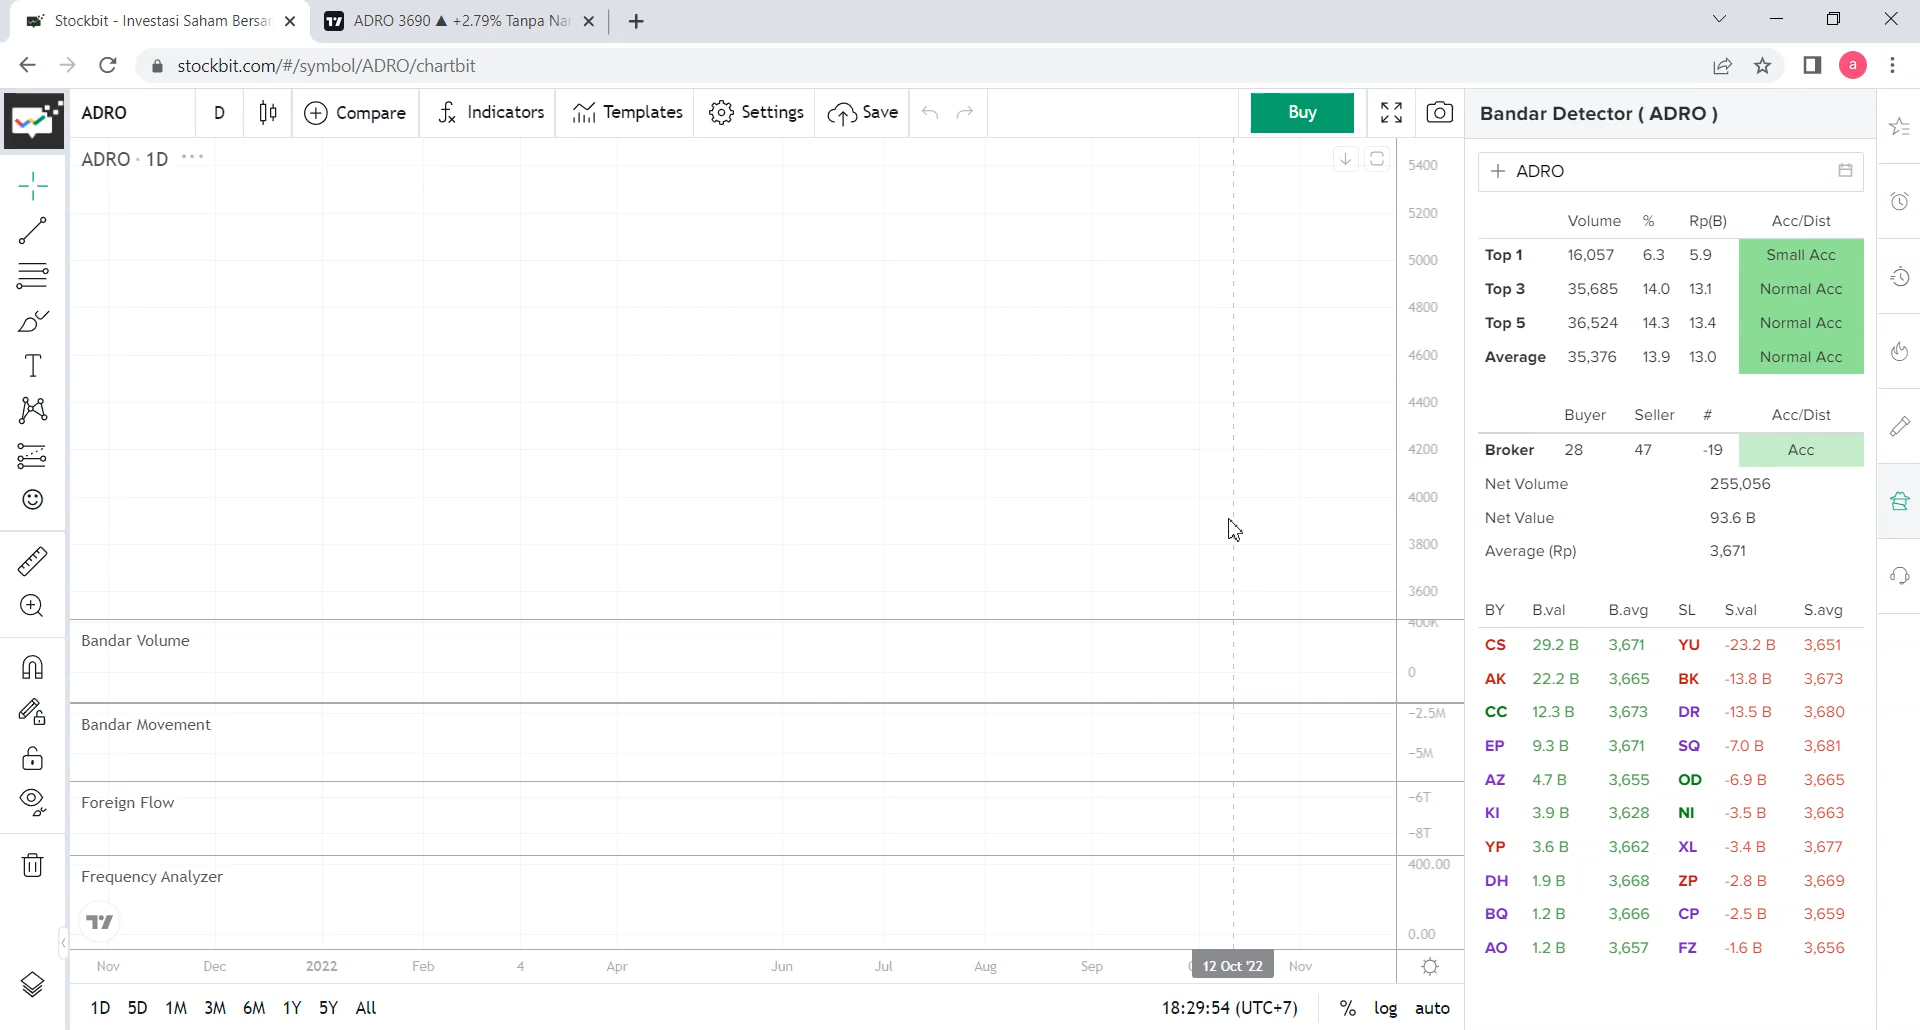 Stockbit - Investasi Saham Bersa
ADRO 3690 ▲ +2.79% Tanpa Na
stockbit.com/#/symbol/ADRO/chartbit
a
ADRO D Compare Indicators Templates Settings Save Buy
ADRO · 1D ···
5400
5200
5000
4800
4600
4400
4200
4000
3800
3600
Bandar Volume
400K
0
Bandar Movement
-2.5M
-5M
Foreign Flow
-6T
-8T
Frequency Analyzer
400.00
0.00
Nov Dec 2022 Feb 4 Apr Jun Jul Aug Sep 12 Oct '22 Nov
1D 5D 1M 3M 6M 1Y 5Y All 18:29:54 (UTC+7) % log auto
Bandar Detector ( ADRO )
+ ADRO
Volume % Rp(B) Acc/Dist
Top 1 16,057 6.3 5.9 Small Acc
Top 3 35,685 14.0 13.1 Normal Acc
Top 5 36,524 14.3 13.4 Normal Acc
Average 35,376 13.9 13.0 Normal Acc
Buyer Seller # Acc/Dist
Broker 28 47 -19 Acc
Net Volume 255,056
Net Value 93.6 B
Average (Rp) 3,671
BY B.val B.avg SL S.val S.avg
CS 29.2 B 3,671 YU -23.2 B 3,651
AK 22.2 B 3,665 BK -13.8 B 3,673
CC 12.3 B 3,673 DR -13.5 B 3,680
EP 9.3 B 3,671 SQ -7.0 B 3,681
AZ 4.7 B 3,655 OD -6.9 B 3,665
KI 3.9 B 3,628 NI -3.5 B 3,663
YP 3.6 B 3,662 XL -3.4 B 3,677
DH 1.9 B 3,668 ZP -2.8 B 3,669
BQ 1.2 B 3,666 CP -2.5 B 3,659
AO 1.2 B 3,657 FZ -1.6 B 3,656